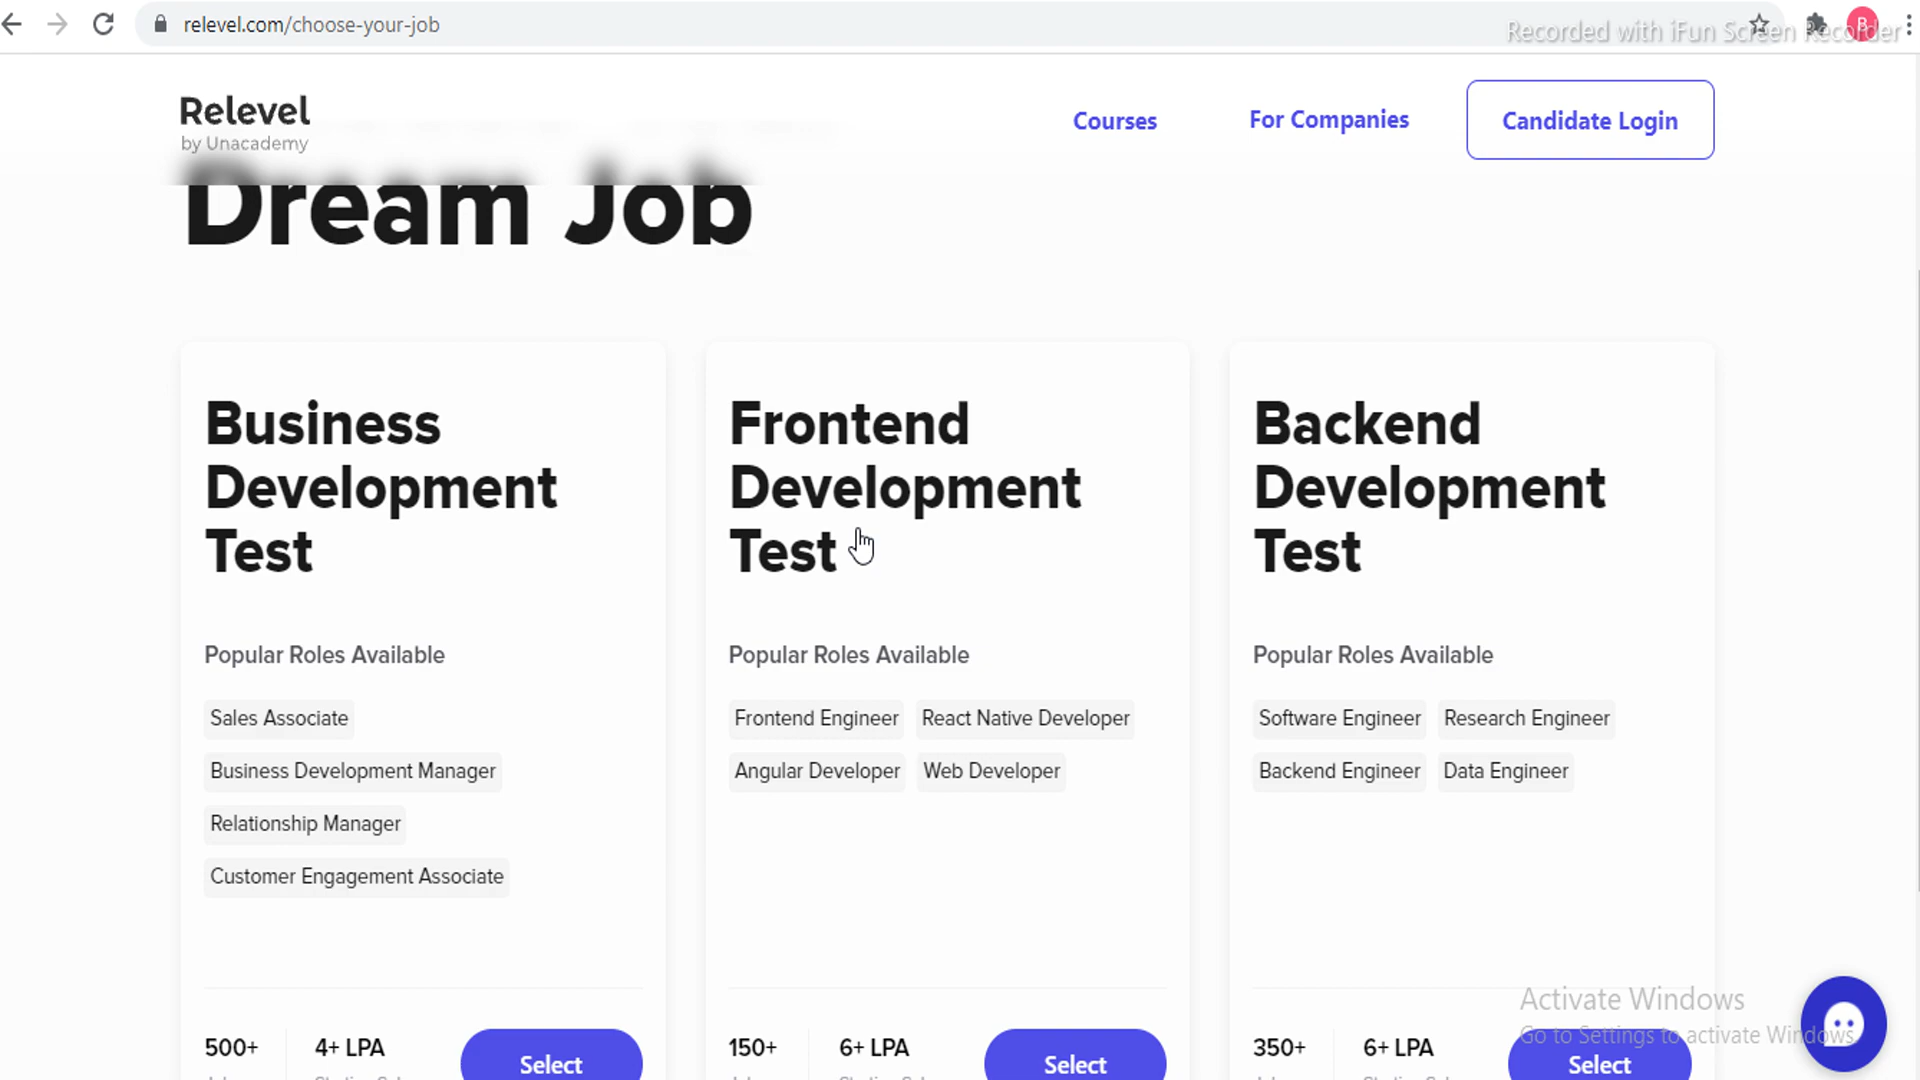 relevel.com/choose-your-job
Recorded with iFun Screen Recorder
B
Relevel
by Unacademy
Courses
For Companies
Candidate Login
Dream Job
Business
Development
Test
Popular Roles Available
Sales Associate
Business Development Manager
Relationship Manager
Customer Engagement Associate
500+
4+ LPA
Select
Frontend
Development
Test
Popular Roles Available
Frontend Engineer
React Native Developer
Angular Developer
Web Developer
150+
6+ LPA
Select
Backend
Development
Test
Popular Roles Available
Software Engineer
Research Engineer
Backend Engineer
Data Engineer
350+
6+ LPA
Select
Activate Windows
Go to Settings to activate Windows.